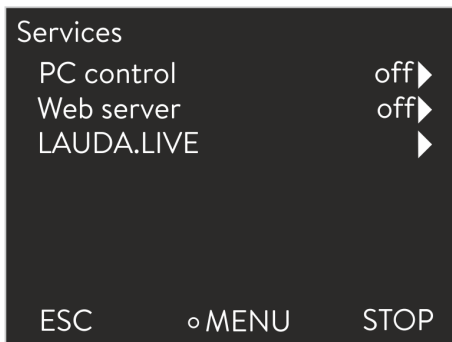 Services
PC control off
Web server off
LAUDA.LIVE
ESC MENU STOP